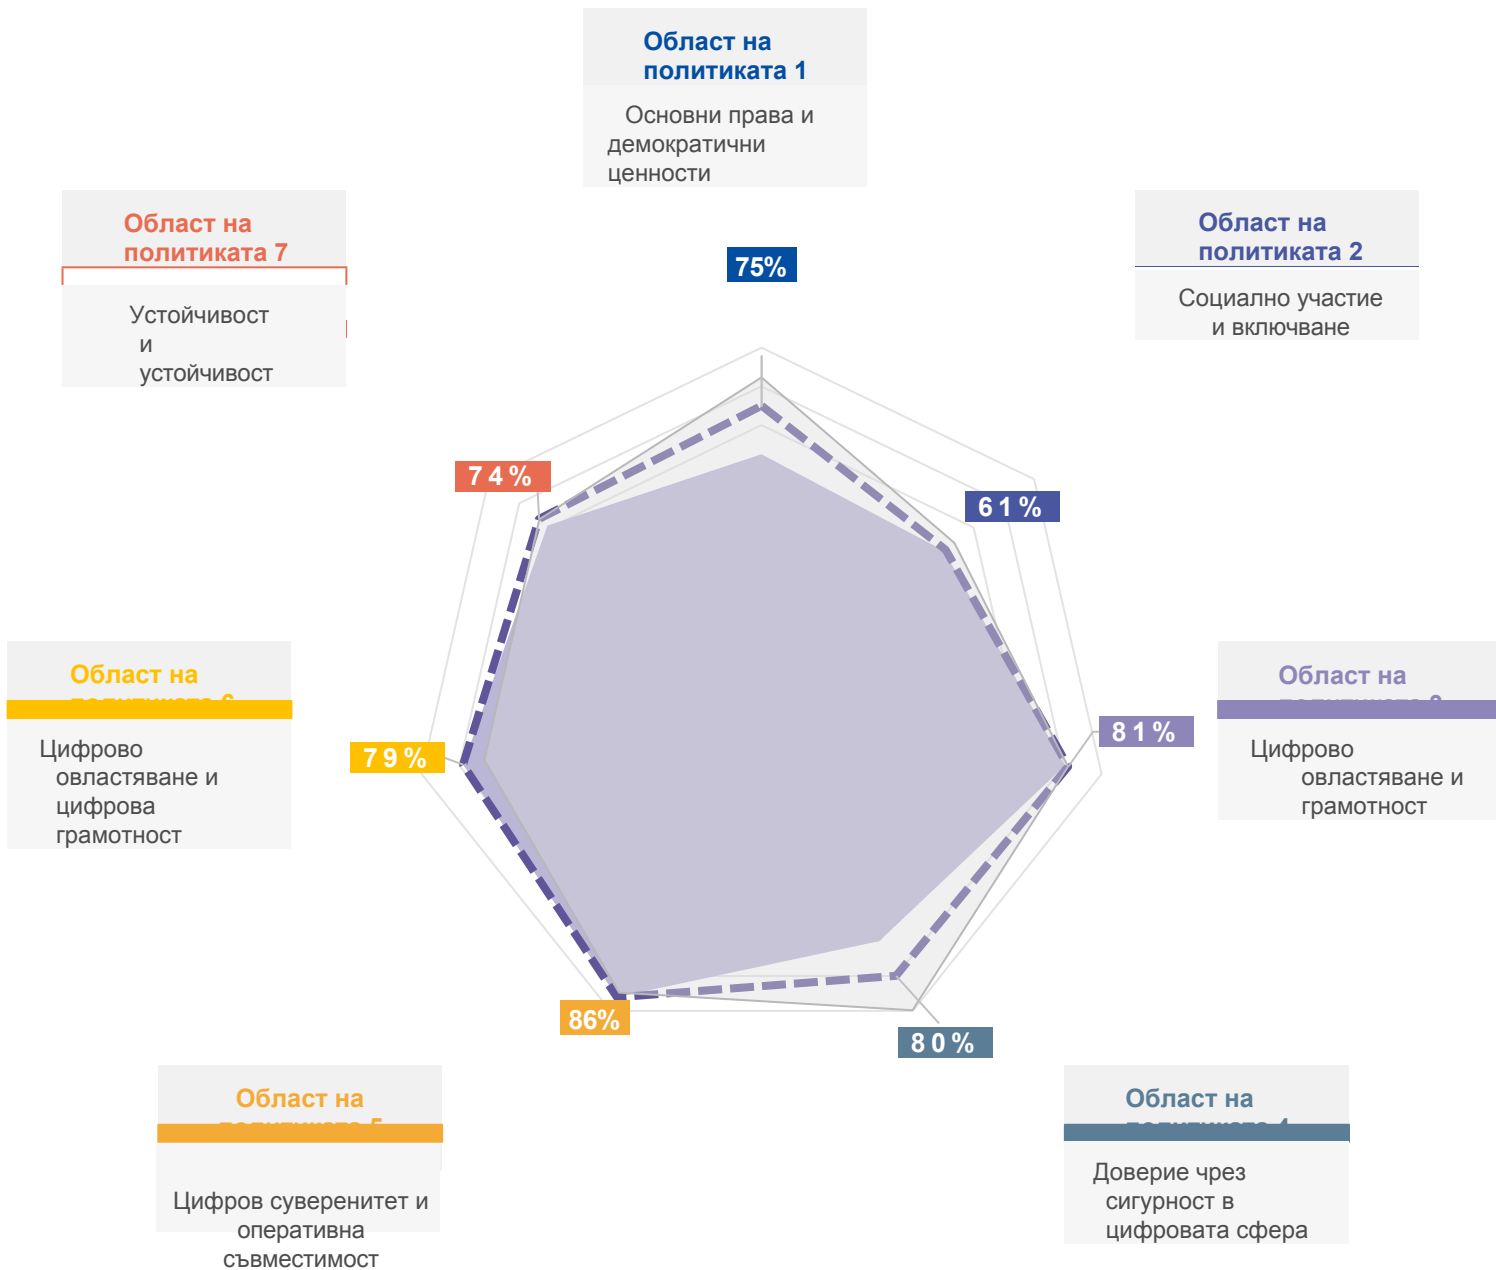 Област на
политиката 1
Основни права и
демократични
ценности
75%
Област на
политиката 2
Социално участие
и включване
61%
Област на
81%
Цифрово
овластяване и
грамотност
Област на
80%
Доверие чрез
сигурност в
цифровата сфера
Област на
86%
Цифров суверенитет и
оперативна
съвместимост
Област на
79%
Цифрово
овластяване и
цифрова
грамотност
Област на
политиката 7
Устойчивост
и
устойчивост
74%